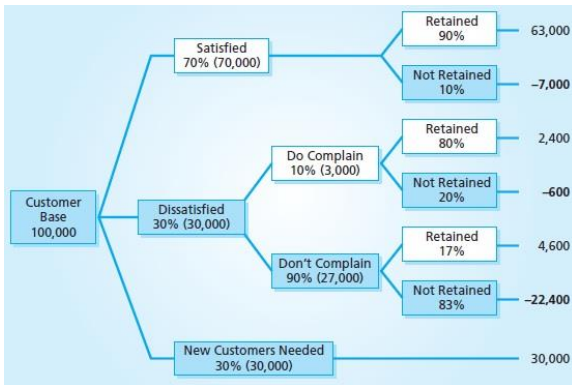 Customer
Base
100,000
Satisfied
70% (70,000)
Retained
90%
63,000
Not Retained
10%
–7,000
Dissatisfied
30% (30,000)
Do Complain
10% (3,000)
Retained
80%
2,400
Not Retained
20%
–600
Don't Complain
90% (27,000)
Retained
17%
4,600
Not Retained
83%
–22,400
New Customers Needed
30% (30,000)
30,000